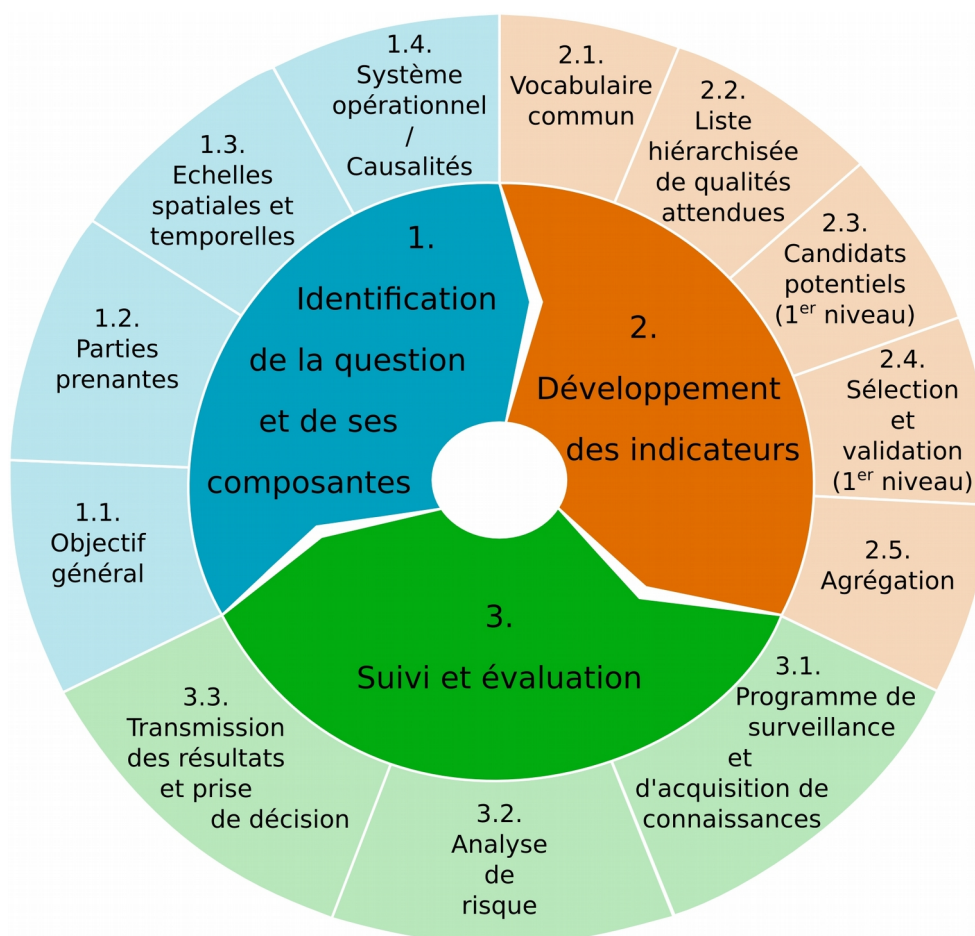 1.
Identification
de la question
et de ses
composantes
1.1.
Objectif
général
1.2.
Parties
prenantes
1.3.
Echelles
spatiales et
temporelles
1.4.
Système
opérationnel
/
Causalités
2.
Développement
des indicateurs
2.1.
Vocabulaire
commun
2.2.
Liste
hiérarchisée
de qualités
attendues
2.3.
Candidats
potentiels
(1er niveau)
2.4.
Sélection
et
validation
(1er niveau)
2.5.
Agrégation
3.
Suivi et évaluation
3.1.
Programme de
surveillance
et
d'acquisition de
connaissances
3.2.
Analyse
de
risque
3.3.
Transmission
des résultats
et prise
de décision